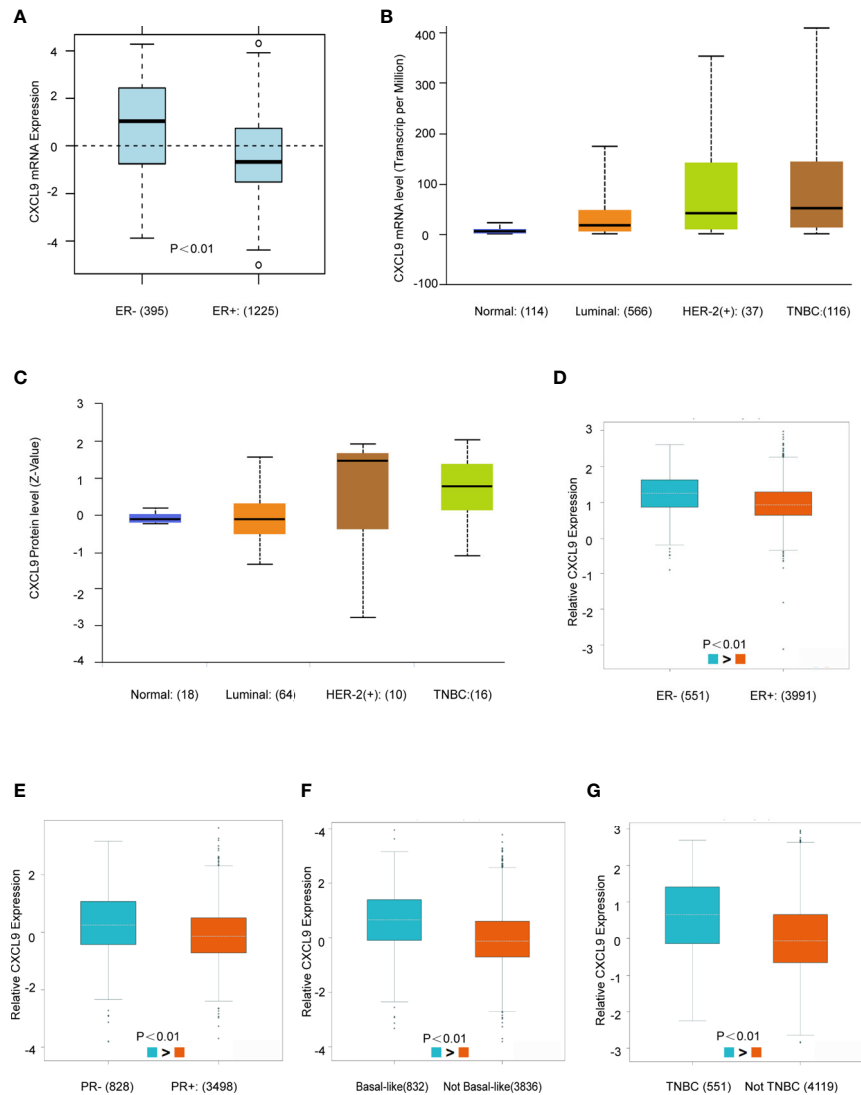 A
CXCL9 mRNA Expression
4
2
0
-2
-4
P<0.01
ER- (395)
ER+: (1225)
B
CXCL9 mRNA level (Transcrip per Million)
400
300
200
100
0
-100
Normal: (114)
Luminal: (566)
HER-2(+): (37)
TNBC:(116)
C
CXCL9 Protein level (Z-Value)
3
2
1
0
-1
-2
-3
-4
Normal: (18)
Luminal: (64)
HER-2(+): (10)
TNBC:(16)
D
Relative CXCL9 Expression
3
2
1
0
-1
-2
-3
P<0.01
>
ER- (551)
ER+: (3991)
E
Relative CXCL9 Expression
2
0
-2
-4
P<0.01
>
PR- (828)
PR+: (3498)
F
Relative CXCL9 Expression
-4
2
0
-2
-4
P<0.01
>
Basal-like(832)
Not Basal-like(3836)
G
Relative CXCL9 Expression
3
2
1
0
-1
-2
-3
P<0.01
>
TNBC (551)
Not TNBC (4119)